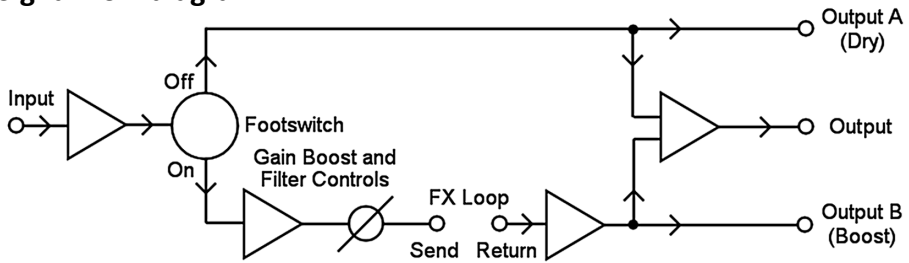 Output A
(Dry)
Off
Input
Footswitch
Output
On
Gain Boost and
Filter Controls
FX Loop
Send
Return
Output B
(Boost)